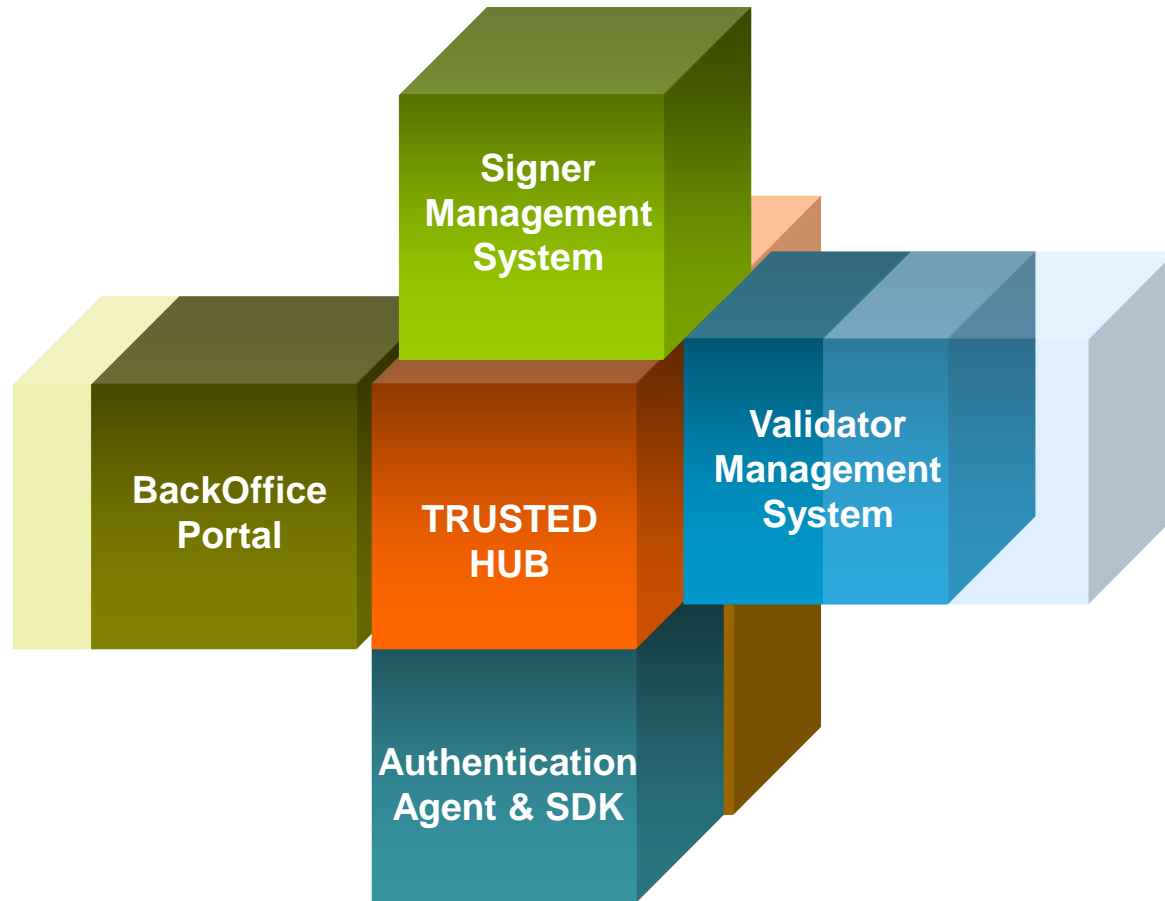 Signer
Management
System
BackOffice
Portal
TRUSTED
HUB
Validator
Management
System
Authentication
Agent & SDK